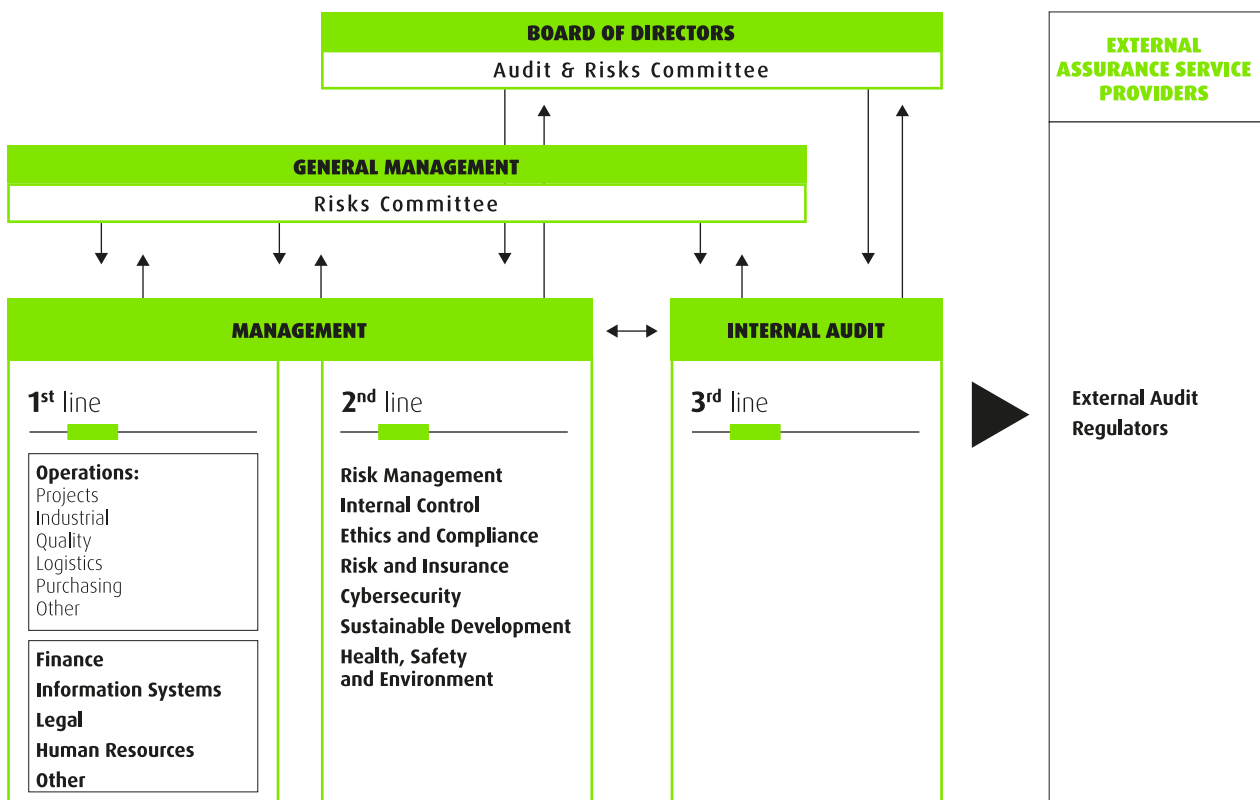 BOARD OF DIRECTORS
Audit & Risks Committee
EXTERNAL
ASSURANCE SERVICE
PROVIDERS
GENERAL MANAGEMENT
Risks Committee
MANAGEMENT
INTERNAL AUDIT
1st line
Operations:
Projects
Industrial
Quality
Logistics
Purchasing
Other
Finance
Information Systems
Legal
Human Resources
Other
2nd line
Risk Management
Internal Control
Ethics and Compliance
Risk and Insurance
Cybersecurity
Sustainable Development
Health, Safety
and Environment
3rd line
External Audit
Regulators